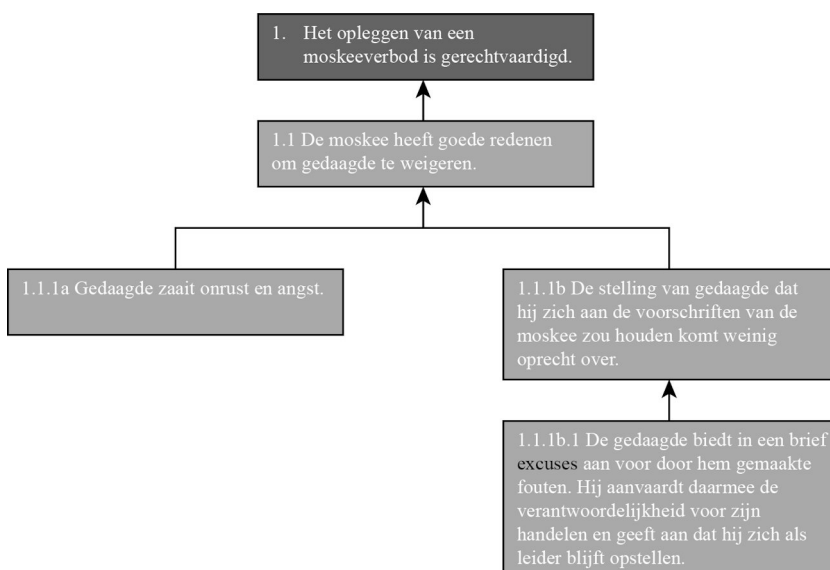 1. Het opleggen van een
moskeeverbod is gerechtvaardigd.
1.1 De moskee heeft goede redenen
om gedaagde te weigeren.
1.1.1a Gedaagde zaait onrust en angst.
1.1.1b De stelling van gedaagde dat
hij zich aan de voorschriften van de
moskee zou houden komt weinig
oprecht over.
1.1.1b.1 De gedaagde biedt in een brief
excuses aan voor door hem gemaakte
fouten. Hij aanvaardt daarmee de
verantwoordelijkheid voor zijn
handelen en geeft aan dat hij zich als
leider blijft opstellen.